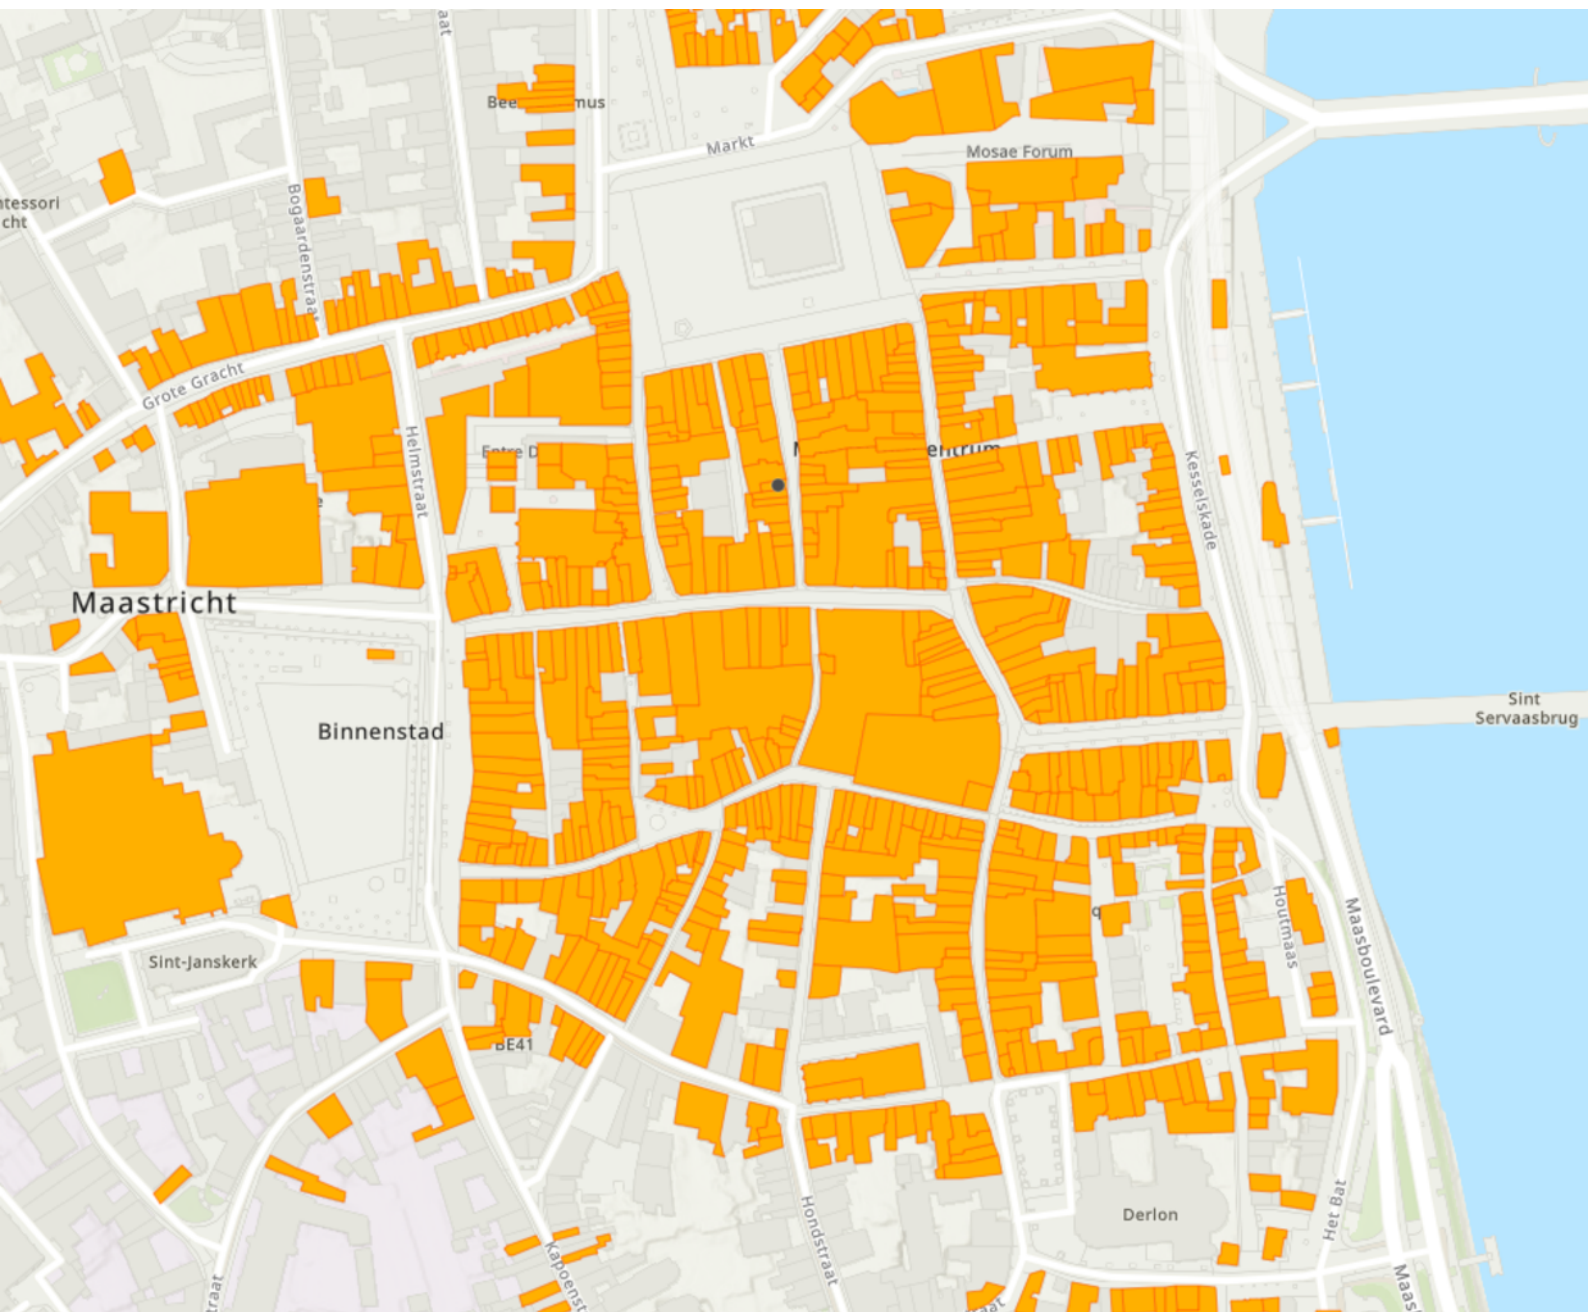 Markt
Mosae Forum
Bogaardenstraat
Grote Gracht
Helmstraat
Kesselskade
Maastricht
Binnenstad
Sint
Servaasbrug
Sint-Janskerk
Houtmaas
Maasboulevard
BE41
Derlon
Het Bat
Hondstraat